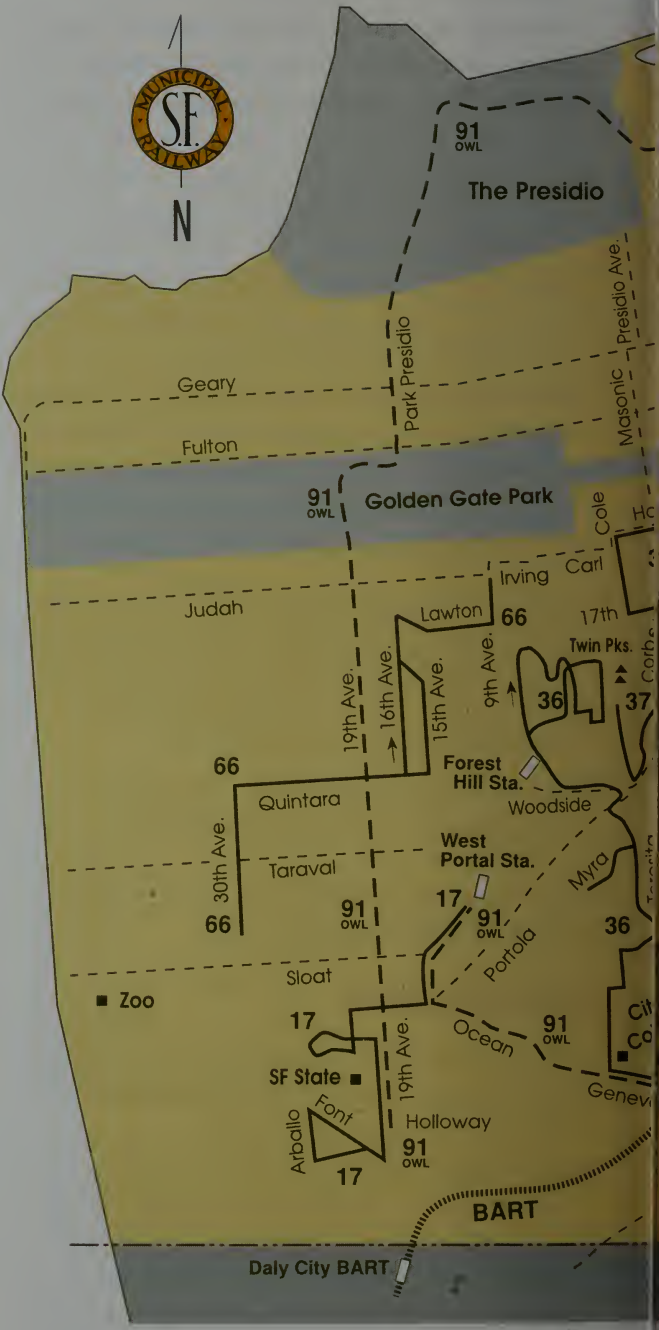 MUNICIPAL
S.F.
RAILWAY
N
91
OWL
The Presidio
Presidio Ave.
Park Presidio
Geary
Masonic
Fulton
91
OWL
Golden Gate Park
Cole
Irving
Carl
Judah
Lawton
66
17th
Twin Pks.
19th Ave.
16th Ave.
15th Ave.
9th Ave.
36
37
66
Forest
Hill Sta.
Quintara
Woodside
30th Ave.
West
Portal Sta.
Taraval
Myra
66
91
OWL
17
91
OWL
Portola
36
Sloat
Zoo
17
Ocean
91
OWL
19th Ave.
SF State
Font
Arballo
Holloway
91
OWL
17
BART
Daly City BART